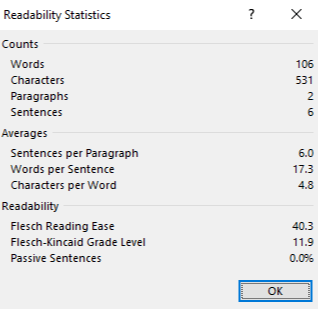 Readability Statistics ? ×
Counts
Words 106
Characters 531
Paragraphs 2
Sentences 6
Averages
Sentences per Paragraph 6.0
Words per Sentence 17.3
Characters per Word 4.8
Readability
Flesch Reading Ease 40.3
Flesch-Kincaid Grade Level 11.9
Passive Sentences 0.0%
OK